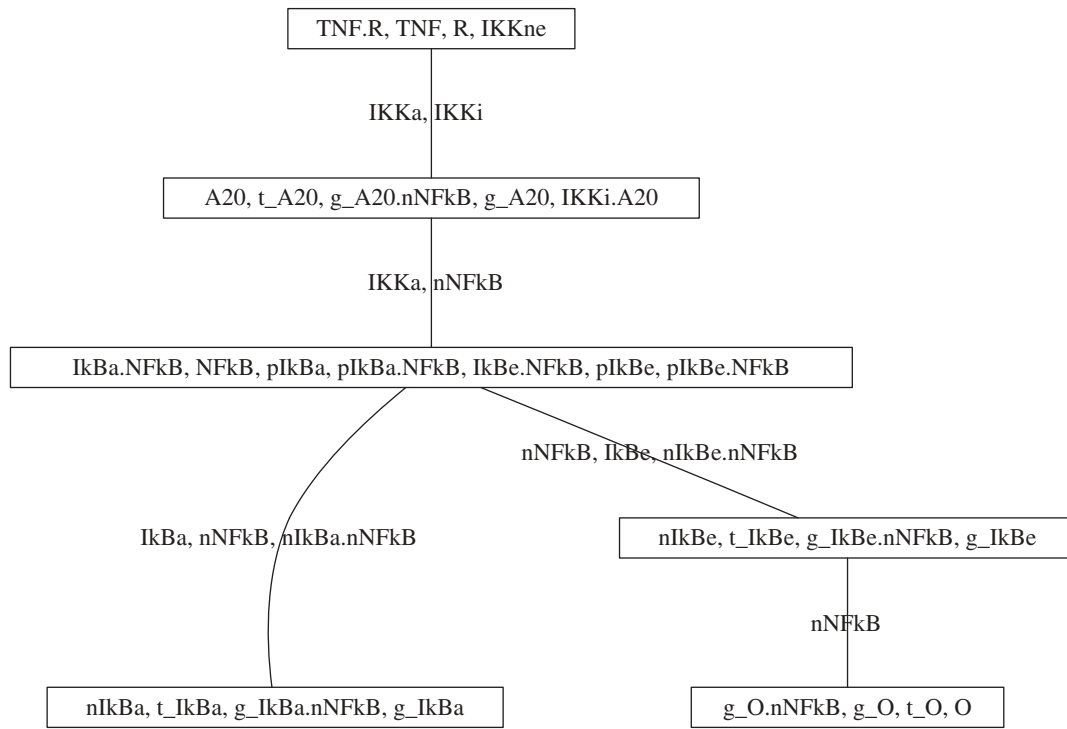 TNF.R, TNF, R, IKKne
IKKa, IKKi
A20, t_A20, g_A20.nNFkB, g_A20, IKKi.A20
IKKa, nNFkB
IkBa.NFkB, NFkB, pIkBa, pIkBa.NFkB, IkBe.NFkB, pIkBe, pIkBe.NFkB
nNFkB, IkBe, nIkBe.nNFkB
IkBa, nNFkB, nIkBa.nNFkB
nIkBe, t_IkBe, g_IkBe.nNFkB, g_IkBe
nNFkB
nIkBa, t_IkBa, g_IkBa.nNFkB, g_IkBa
g_O.nNFkB, g_O, t_O, O